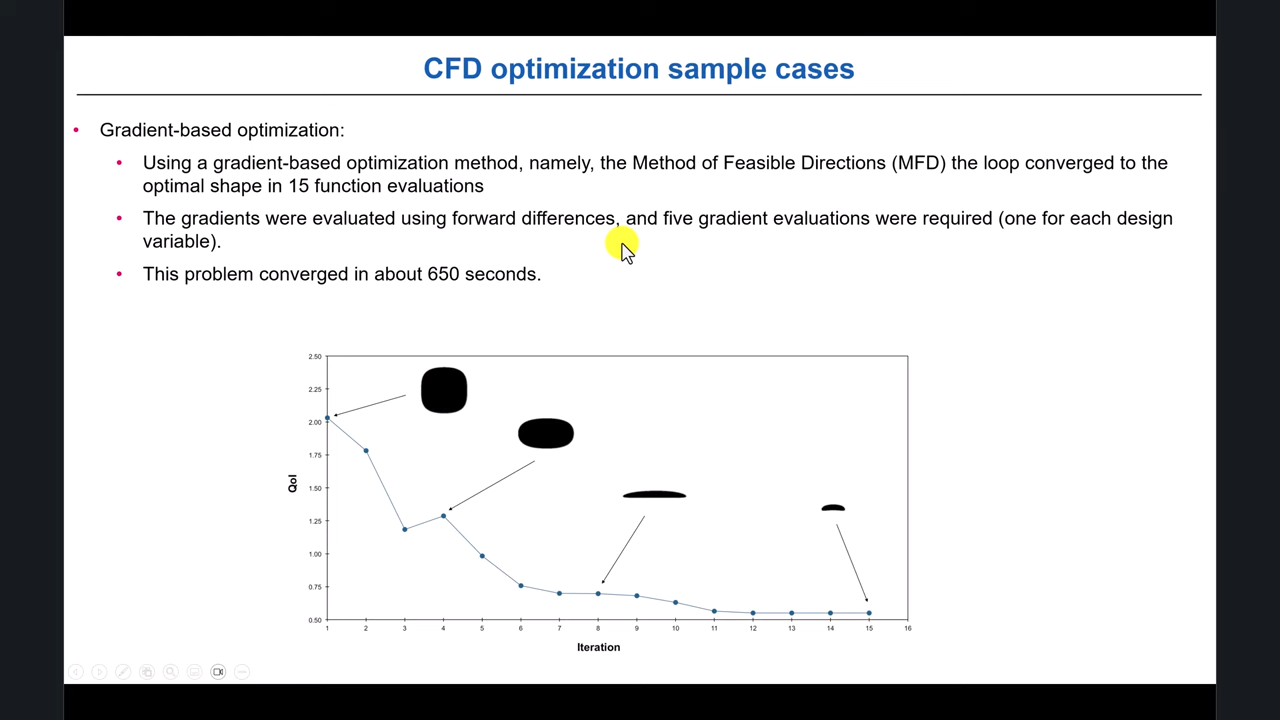 CFD optimization sample cases
• Gradient-based optimization:
• Using a gradient-based optimization method, namely, the Method of Feasible Directions (MFD) the loop converged to the
optimal shape in 15 function evaluations
• The gradients were evaluated using forward differences, and five gradient evaluations were required (one for each design
variable).
• This problem converged in about 650 seconds.
2.50
2.25
2.00
1.75
1.50
1.25
1.00
0.75
0.50
QoI
1 2 3 4 5 6 7 8 9 10 11 12 13 14 15 16
Iteration